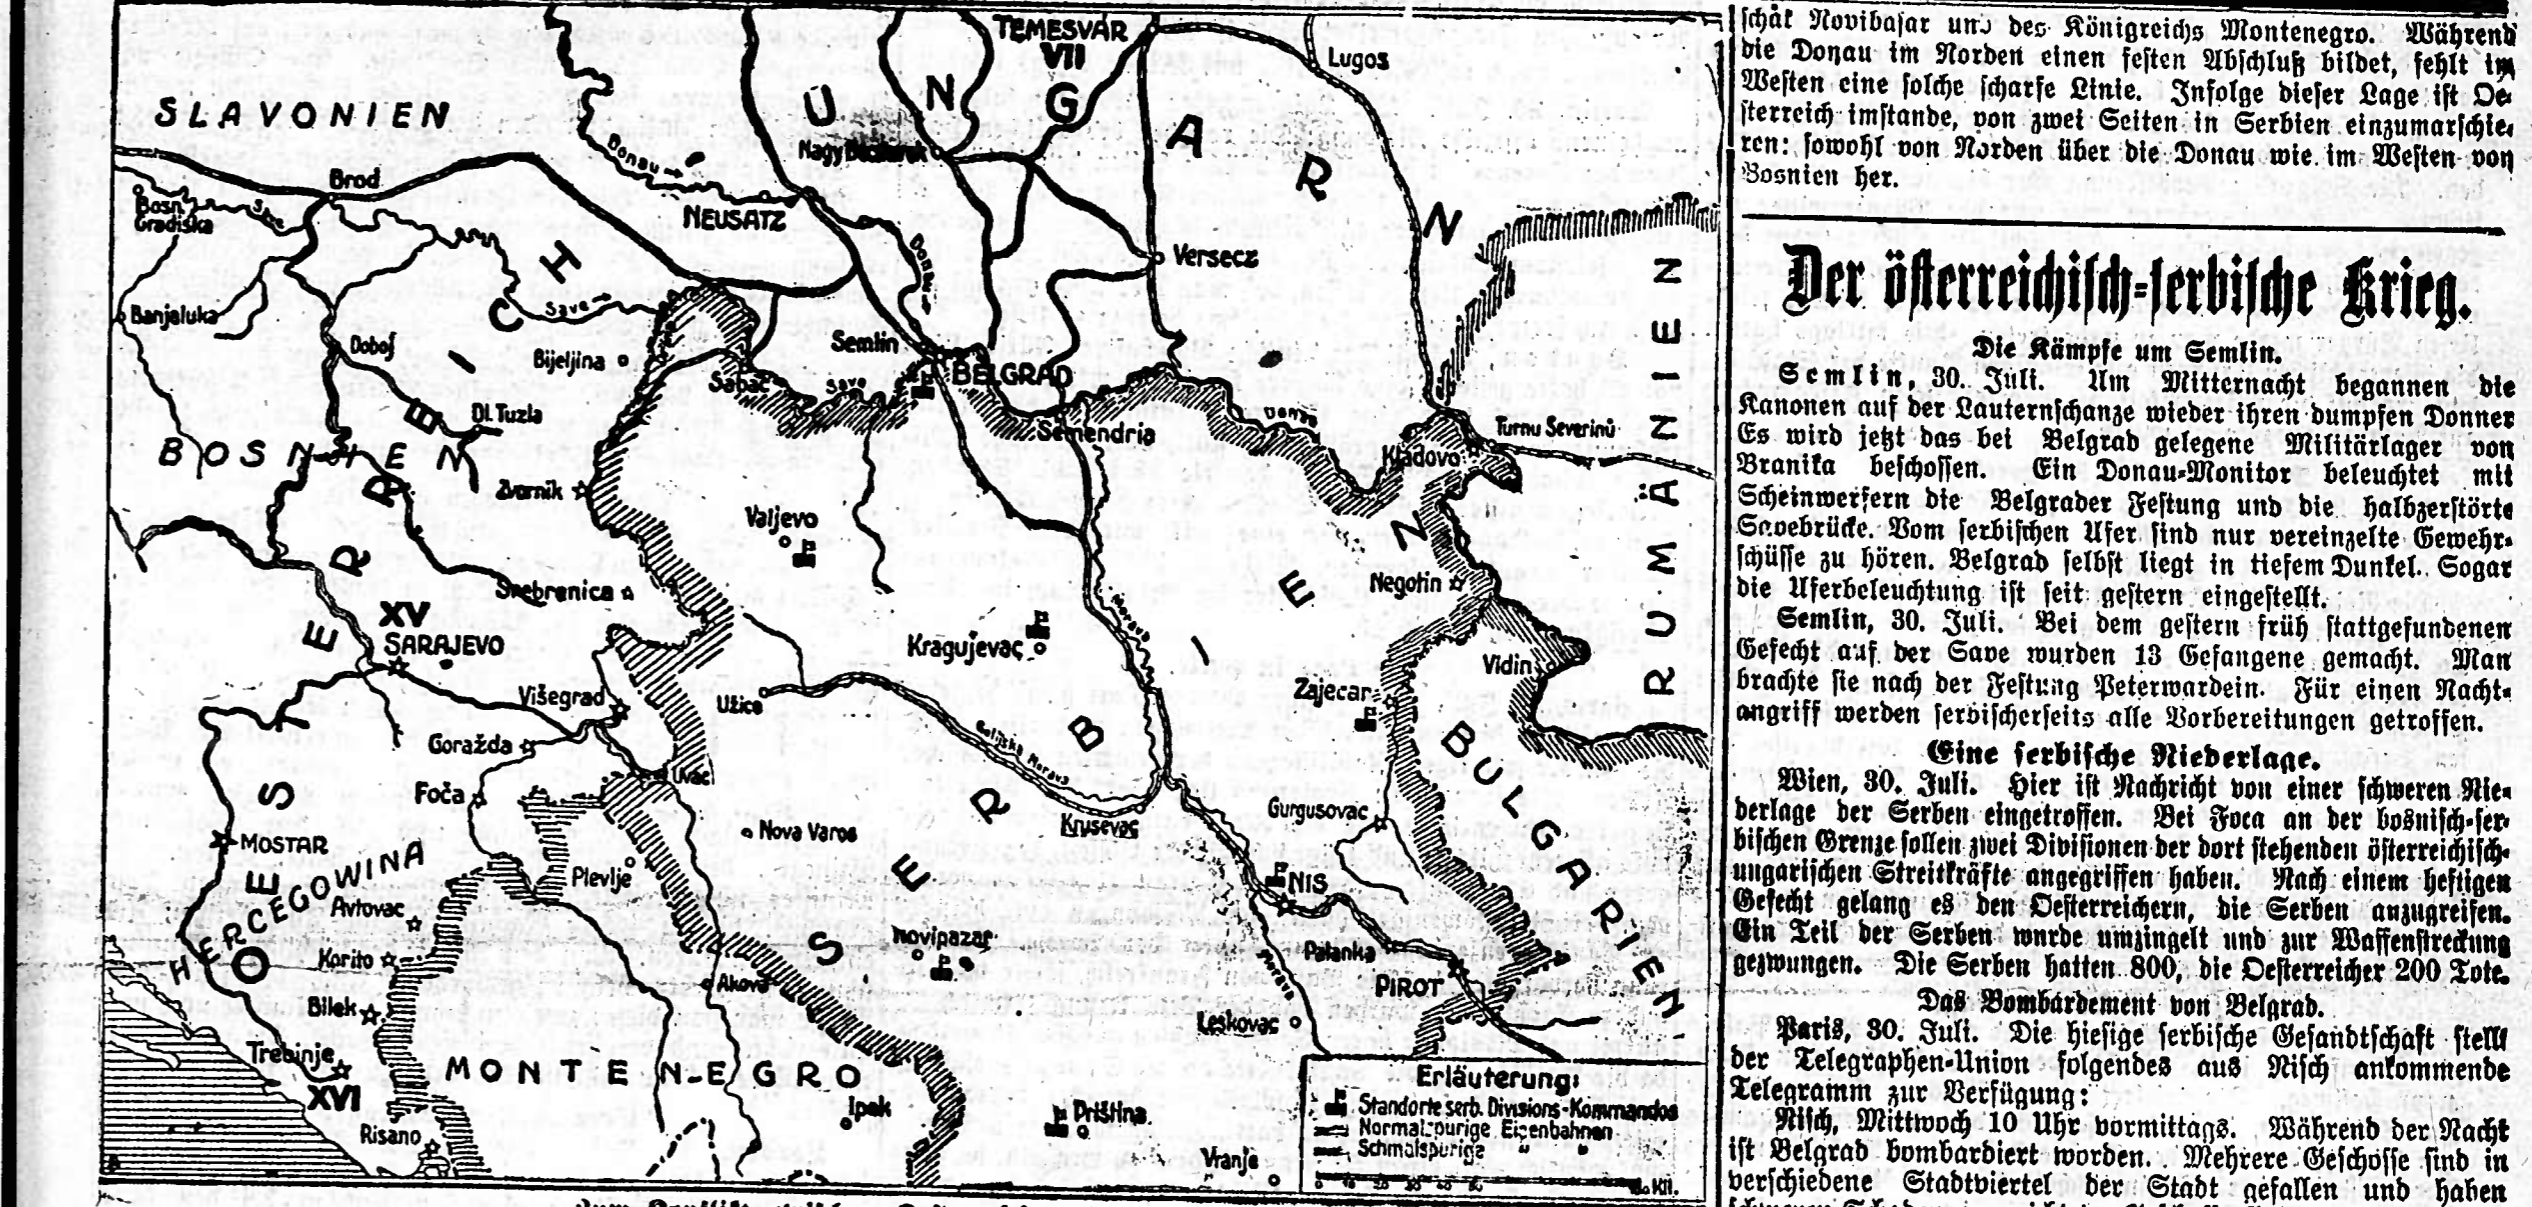 TEMESVÁR
VII
Lugos
SLAVONIEN
UNGARN
Donau
Nagy
Brod
Bosn.
Gradiska
Save
NEUSATZ
Donau
Versecz
Banjaluka
Save
Doboj
Bijeljina
Semlin
BELGRAD
Sabac
Save
Semendria
Donau
Turnu Severinŭ
Kladovo
RUMÄNIEN
Dl. Tuzla
BOSNIEN
Zvornik
Valjevo
Negotin
Srebrenica
XV
SARAJEVO
Kragujevac
Morava
Vidin
Višegrad
Užice
Zajecar
Goražda
Morava
Uvac
Foča
SERBIEN
BULGARIEN
Gurgusovac
Krusevac
Nova Varos
MOSTAR
HERCEGOWINA
Plevlje
NIS
Avtovac
Novipazar
Palanka
Korito
Akova
PIROT
Morava
Bilek
Leskovac
Trebinje
MONTENEGRO
XVI
Ipek
Priština
Risano
Vranje
OESTERREICH
Erläuterung:
Standorte serb. Divisions-Kommandos
Normalspurige Eisenbahnen
Schmalspurige " "
Kil.
schak Novibasar und des Königreichs Montenegro. Während
die Donau im Norden einen festen Abschluß bildet, fehlt im
Westen eine solche scharfe Linie. Infolge dieser Lage ist Oe-
sterreich imstande, von zwei Seiten in Serbien einzumarschie-
ren: sowohl von Norden über die Donau wie im Westen von
Bosnien her.
Der österreichisch-serbische Krieg.
Die Kämpfe um Semlin.
Semlin, 30. Juli. Um Mitternacht begannen die
Kanonen auf der Lauternschanze wieder ihren dumpfen Donner
Es wird jetzt das bei Belgrad gelegene Militärlager von
Branika beschossen. Ein Donau-Monitor beleuchtet mit
Scheinwerfern die Belgrader Festung und die halbzerstörte
Savebrücke. Vom serbischen Ufer sind nur vereinzelte Gewehr-
schüsse zu hören. Belgrad selbst liegt in tiefem Dunkel. Sogar
die Uferbeleuchtung ist seit gestern eingestellt.
Semlin, 30. Juli. Bei dem gestern früh stattgefundenen
Gefecht auf der Save wurden 13 Gefangene gemacht. Man
brachte sie nach der Festung Peterwardein. Für einen Nacht-
angriff werden serbischerseits alle Vorbereitungen getroffen.
Eine serbische Niederlage.
Wien, 30. Juli. Hier ist Nachricht von einer schweren Nie-
derlage der Serben eingetroffen. Bei Foca an der bosnisch-ser-
bischen Grenze sollen zwei Divisionen der dort stehenden österreichisch-
ungarischen Streitkräfte angegriffen haben. Nach einem heftigen
Gefecht gelang es den Oesterreichern, die Serben anzugreifen.
Ein Teil der Serben wurde umzingelt und zur Waffenstreckung
gezwungen. Die Serben hatten 800, die Oesterreicher 200 Tote.
Das Bombardement von Belgrad.
Paris, 30. Juli. Die hiesige serbische Gesandtschaft stellt
der Telegraphen-Union folgendes aus Nisch ankommende
Telegramm zur Verfügung:
Nisch, Mittwoch 10 Uhr vormittags. Während der Nacht
ist Belgrad bombardiert worden. Mehrere Geschosse sind in
verschiedene Stadtviertel der Stadt gefallen und haben